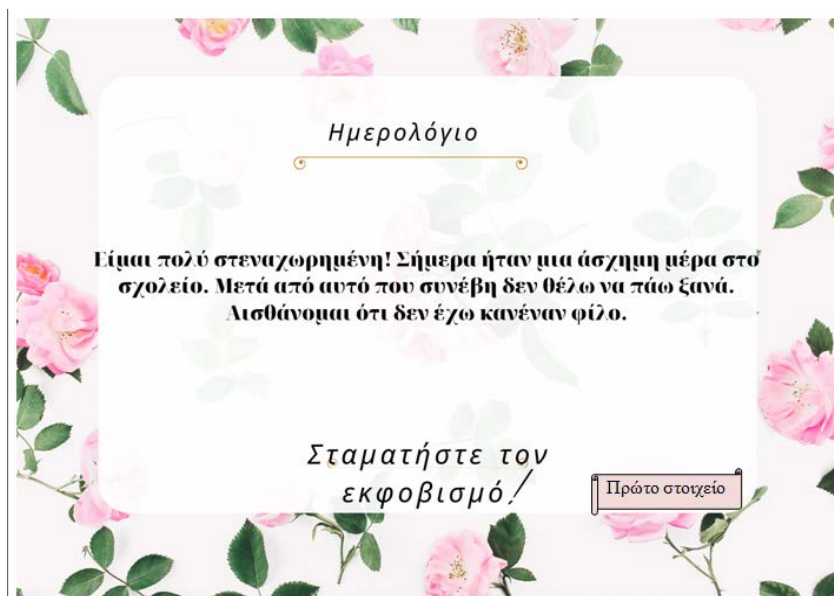 Ημερολόγιο
Είμαι πολύ στεναχωρημένη! Σήμερα ήταν μια άσχημη μέρα στο
σχολείο. Μετά από αυτό που συνέβη δεν θέλω να πάω ξανά.
Αισθάνομαι ότι δεν έχω κανέναν φίλο.
Σταματήστε τον
εκφοβισμό!
Πρώτο στοιχείο